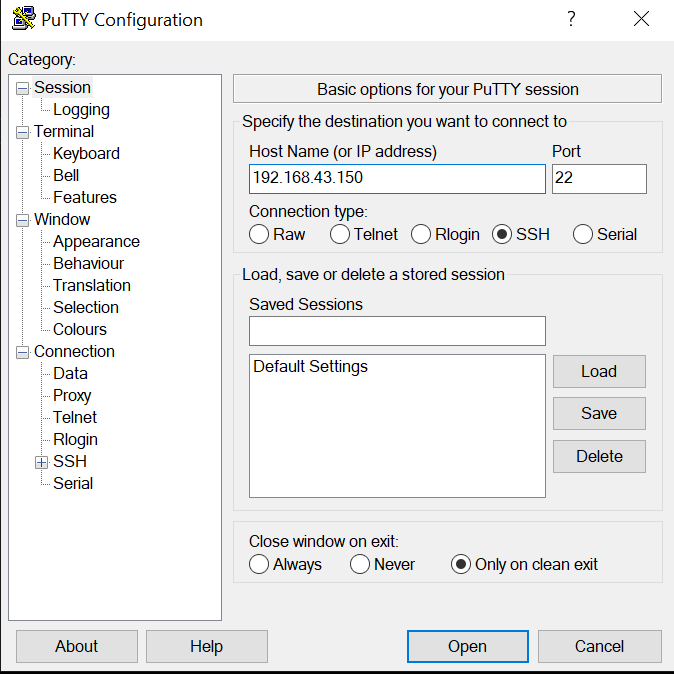 PuTTY Configuration
?
Category:
Session
Logging
Terminal
Keyboard
Bell
Features
Window
Appearance
Behaviour
Translation
Selection
Colours
Connection
Data
Proxy
Telnet
Rlogin
SSH
Serial
Basic options for your PuTTY session
Specify the destination you want to connect to
Host Name (or IP address) Port
192.168.43.150 22
Connection type:
Raw Telnet Rlogin SSH Serial
Load, save or delete a stored session
Saved Sessions
Default Settings
Load
Save
Delete
Close window on exit:
Always Never Only on clean exit
About Help Open Cancel